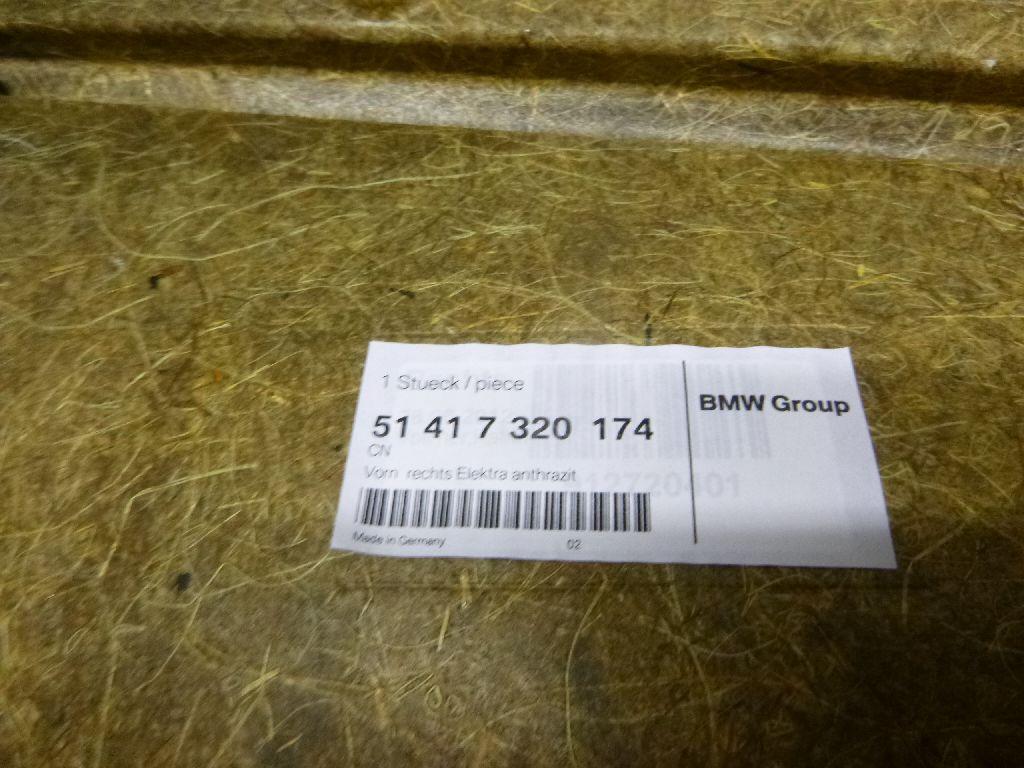 1 Stueck / piece
51 41 7 320 174
CN
Vorn rechts Elektra anthrazit
Made in Germany 02
BMW Group